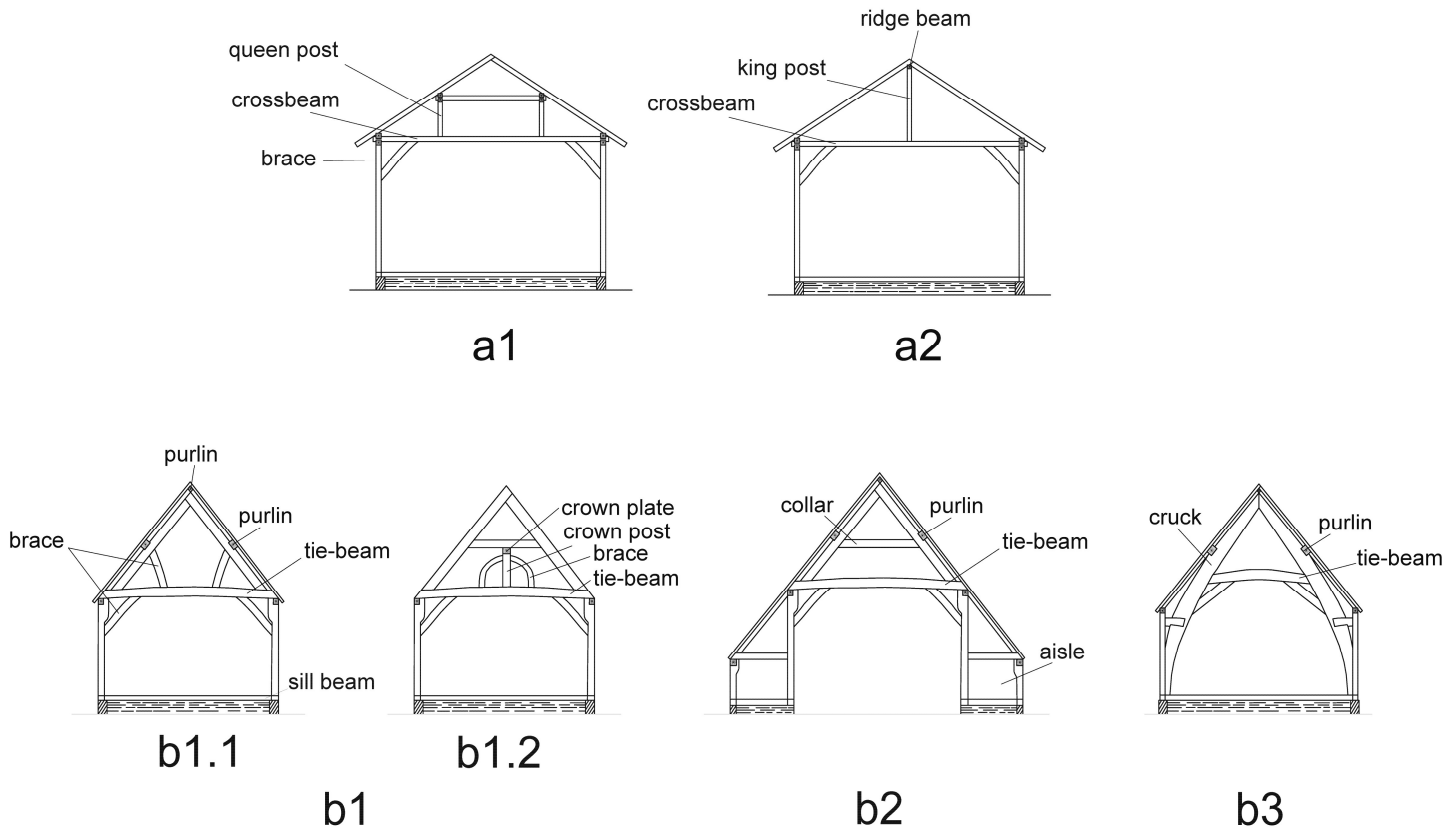 queen post
crossbeam
brace
a1
ridge beam
king post
crossbeam
a2
purlin
purlin
brace
tie-beam
sill beam
b1.1
crown plate
crown post
brace
tie-beam
b1.2
b1
collar
purlin
tie-beam
aisle
b2
cruck
purlin
tie-beam
b3